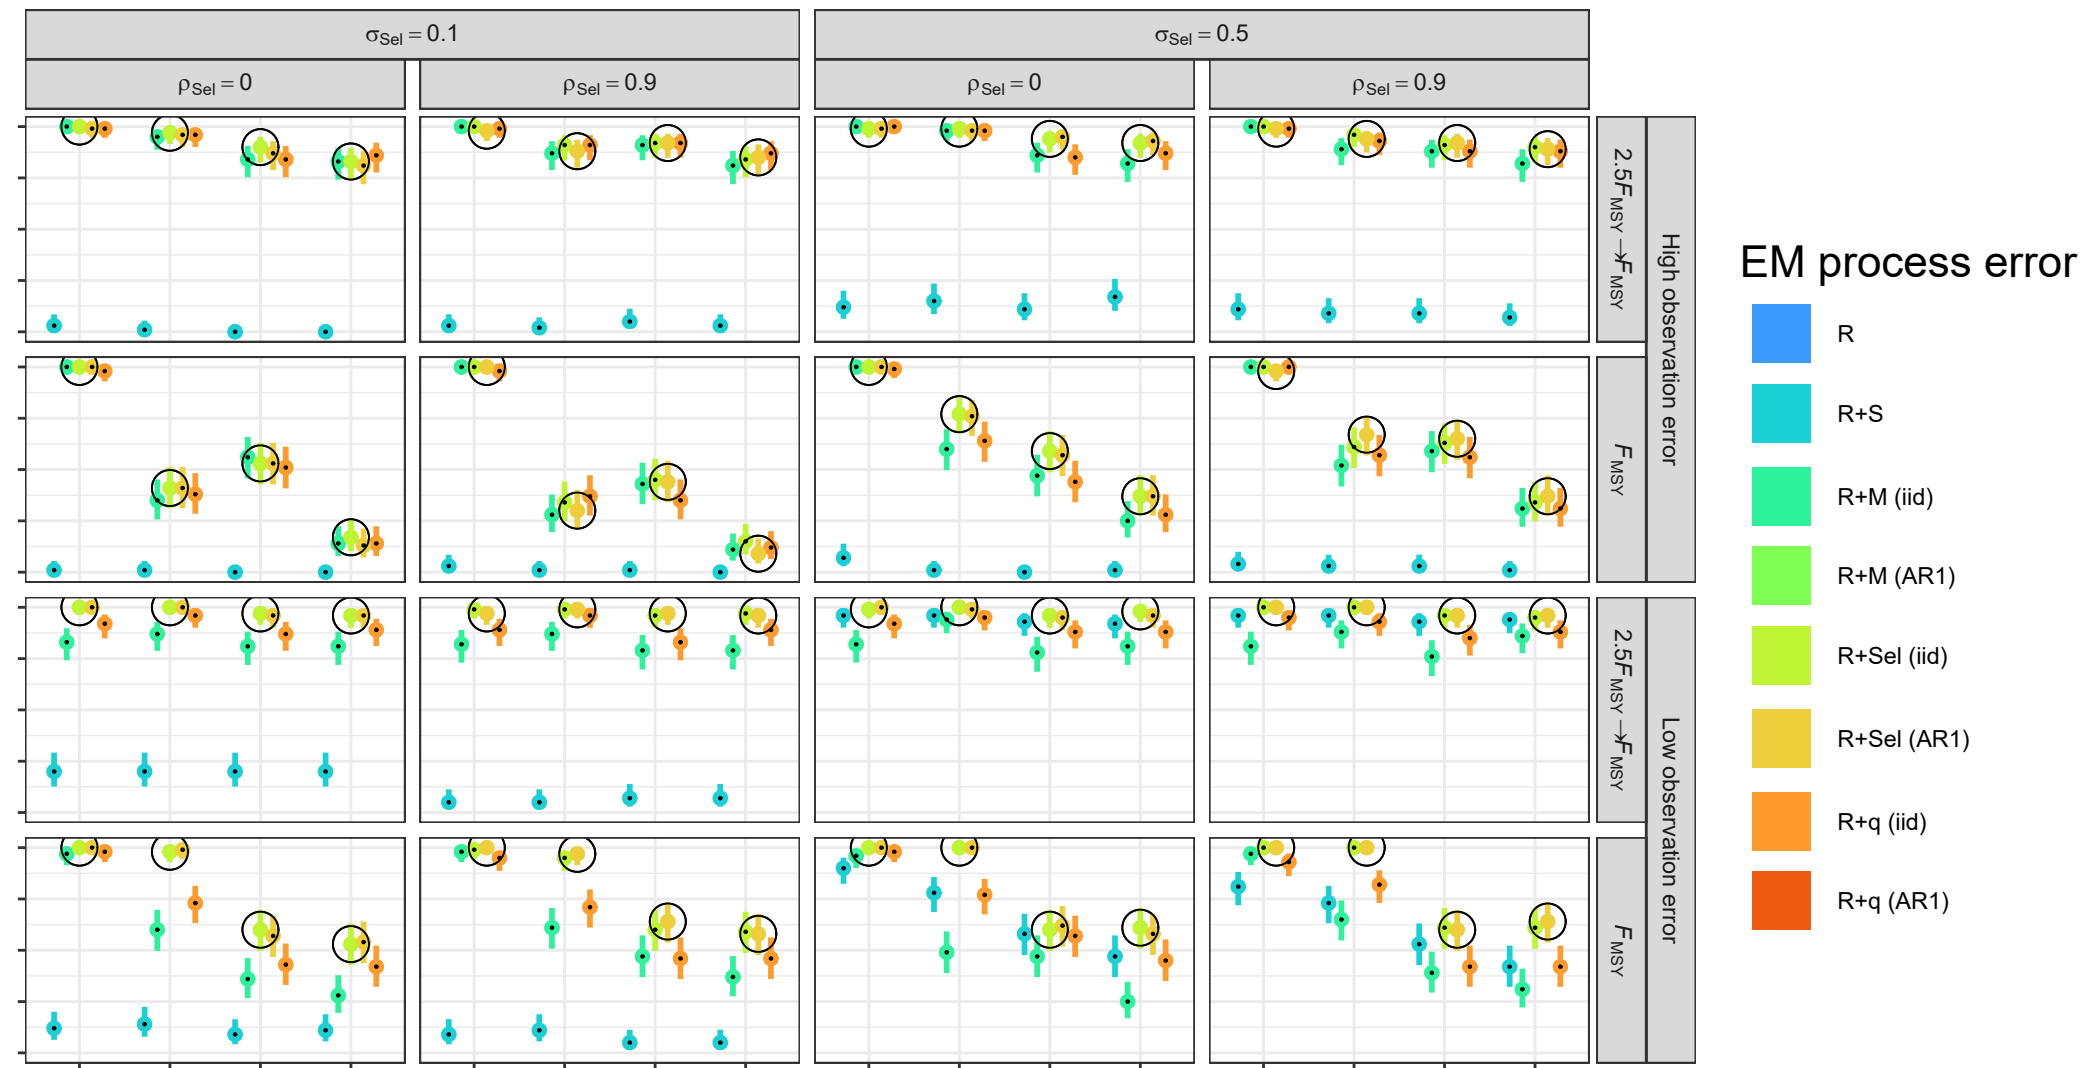 σSel = 0.1
σSel = 0.5
ρSel = 0
ρSel = 0.9
ρSel = 0
ρSel = 0.9
2.5FMSY→FMSY
FMSY
2.5FMSY→FMSY
FMSY
High observation error
Low observation error
EM process error
R
R+S
R+M (iid)
R+M (AR1)
R+Sel (iid)
R+Sel (AR1)
R+q (iid)
R+q (AR1)